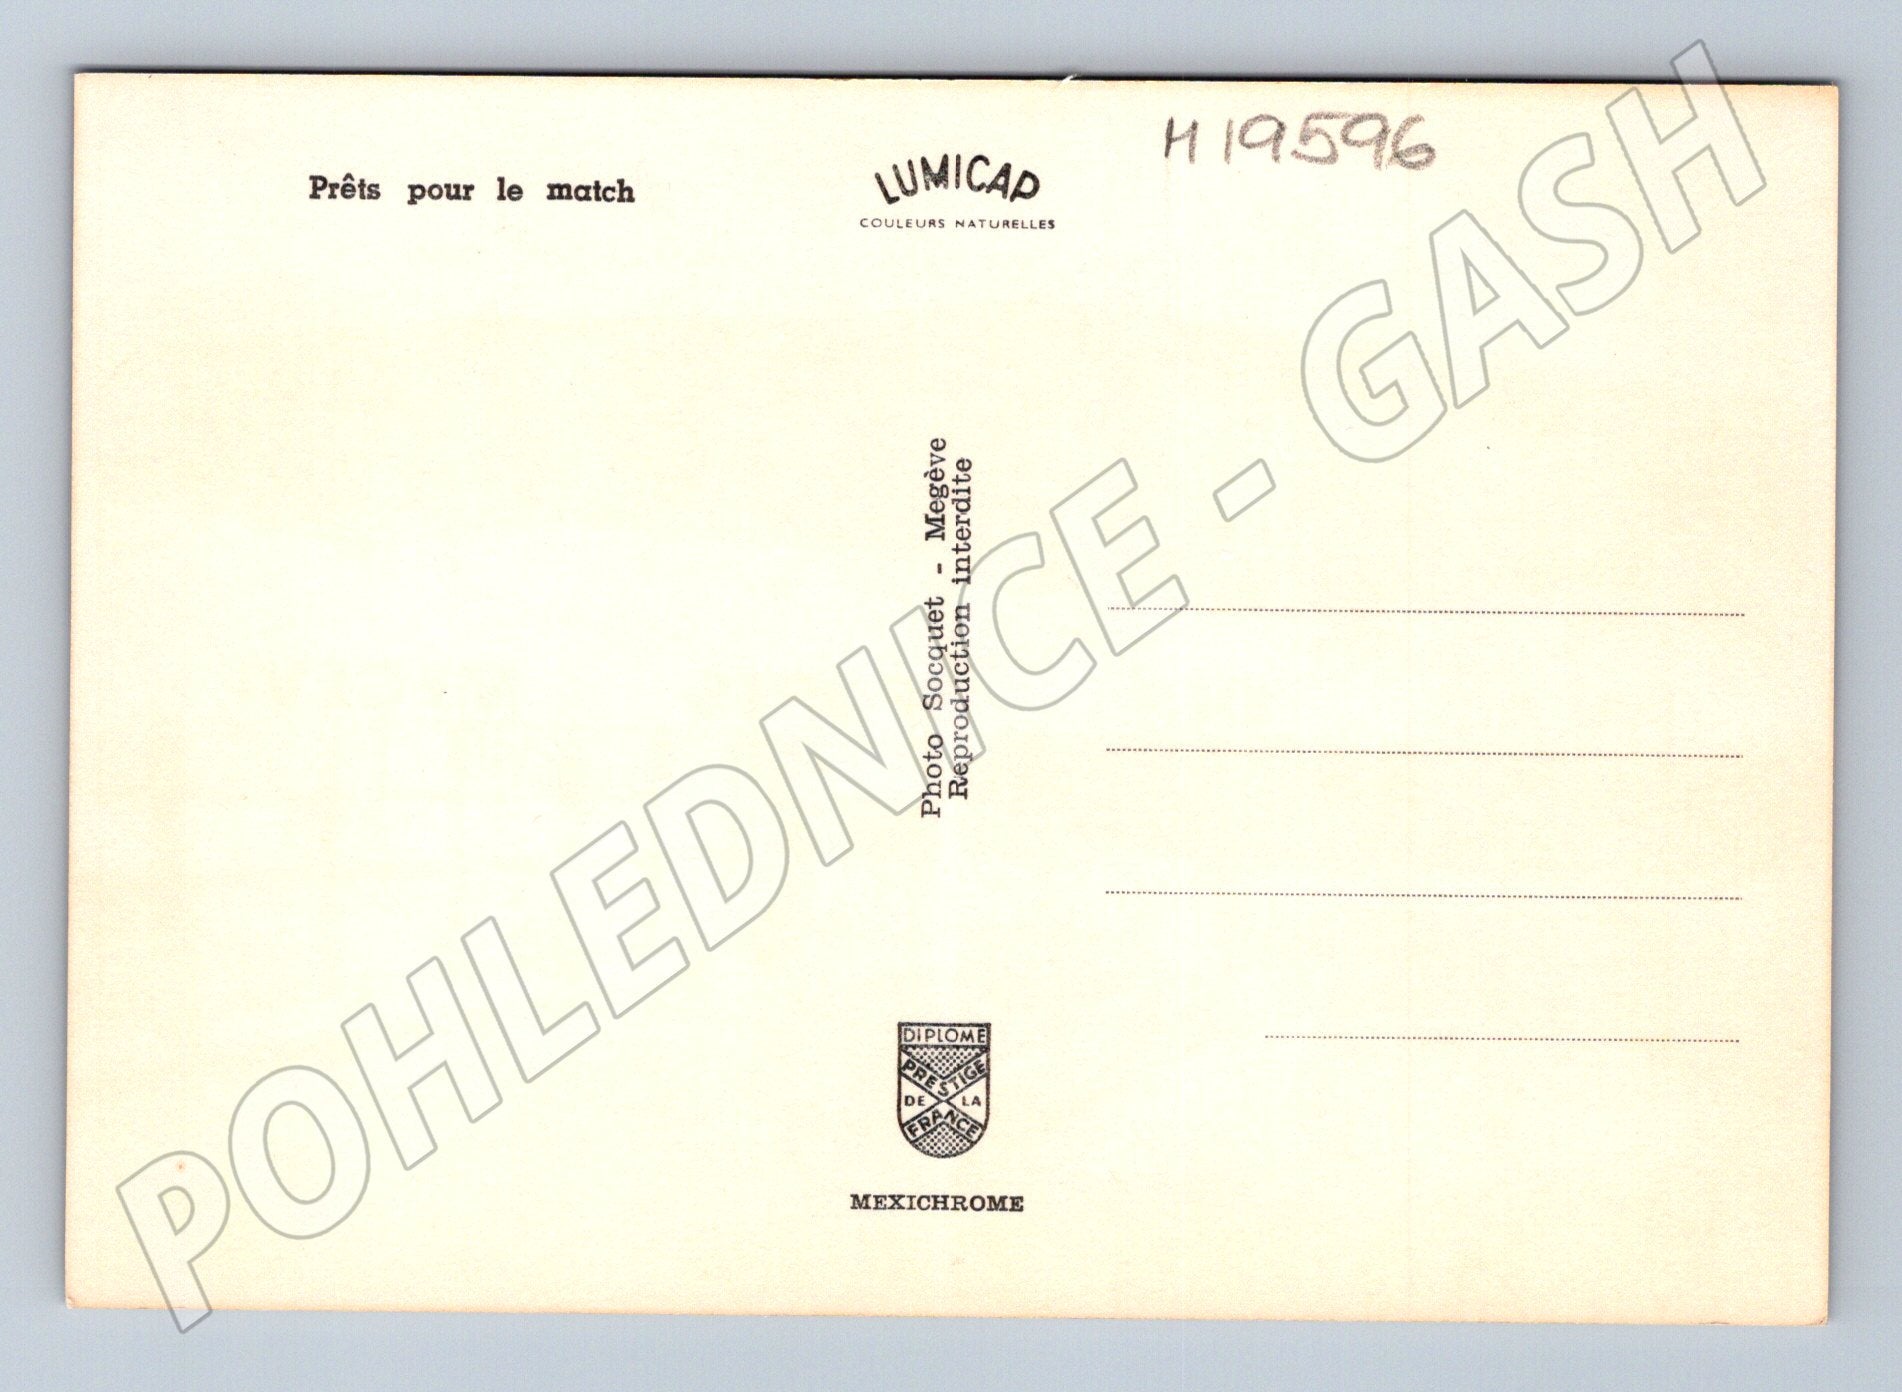 Prêts pour le match
LUMICAP
COULEURS NATURELLES
H 19596
Photo Socquet - Megève
Reproduction interdite
DIPLOME
PRESTIGE
DE LA
FRANCE
MEXICHROME
POHLEDNICE - GASH